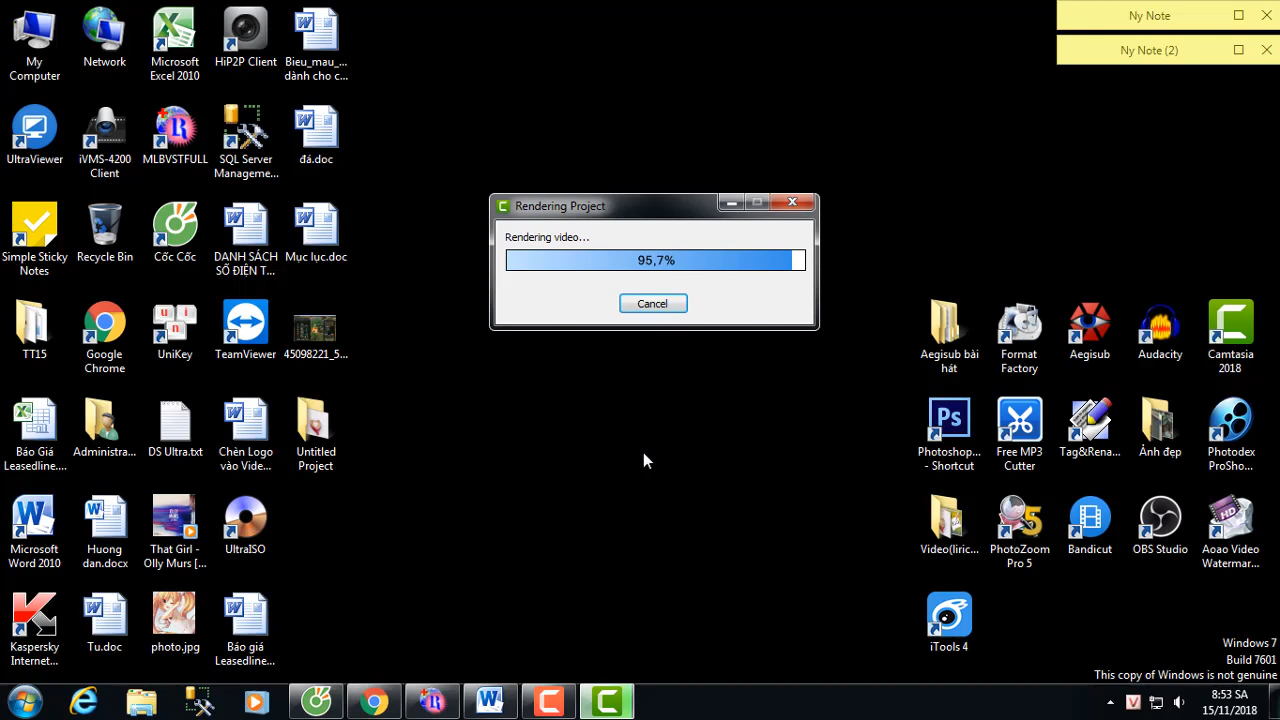 Ny Note
Ny Note (2)
My
Computer
Network
Microsoft
Excel 2010
HiP2P Client
Bieu_mau_...
dành cho c...
UltraViewer
iVMS-4200
Client
MLBVSTFULL
SQL Server
Manageme...
đá.doc
Rendering Project
Rendering video...
95,7%
Cancel
Simple Sticky
Notes
Recycle Bin
Cốc Cốc
DANH SÁCH
SỐ ĐIỆN T...
Mục lục.doc
TT15
Google
Chrome
UniKey
TeamViewer
45098221_5...
Aegisub bài
hát
Format
Factory
Aegisub
Audacity
Camtasia
2018
Báo Giá
Leasedline....
Administra...
DS Ultra.txt
Chèn Logo
vào Vide...
Untitled
Project
Photoshop...
- Shortcut
Free MP3
Cutter
Tag&Rena...
Ảnh đẹp
Photodex
ProSho...
Microsoft
Word 2010
Huong
dan.docx
That Girl -
Olly Murs [...
UltraISO
Video(liric...
PhotoZoom
Pro 5
Bandicut
OBS Studio
Aoao Video
Watermar...
Kaspersky
Internet...
Tu.doc
photo.jpg
Báo giá
Leasedline...
iTools 4
Windows 7
Build 7601
This copy of Windows is not genuine
8:53 SA
15/11/2018